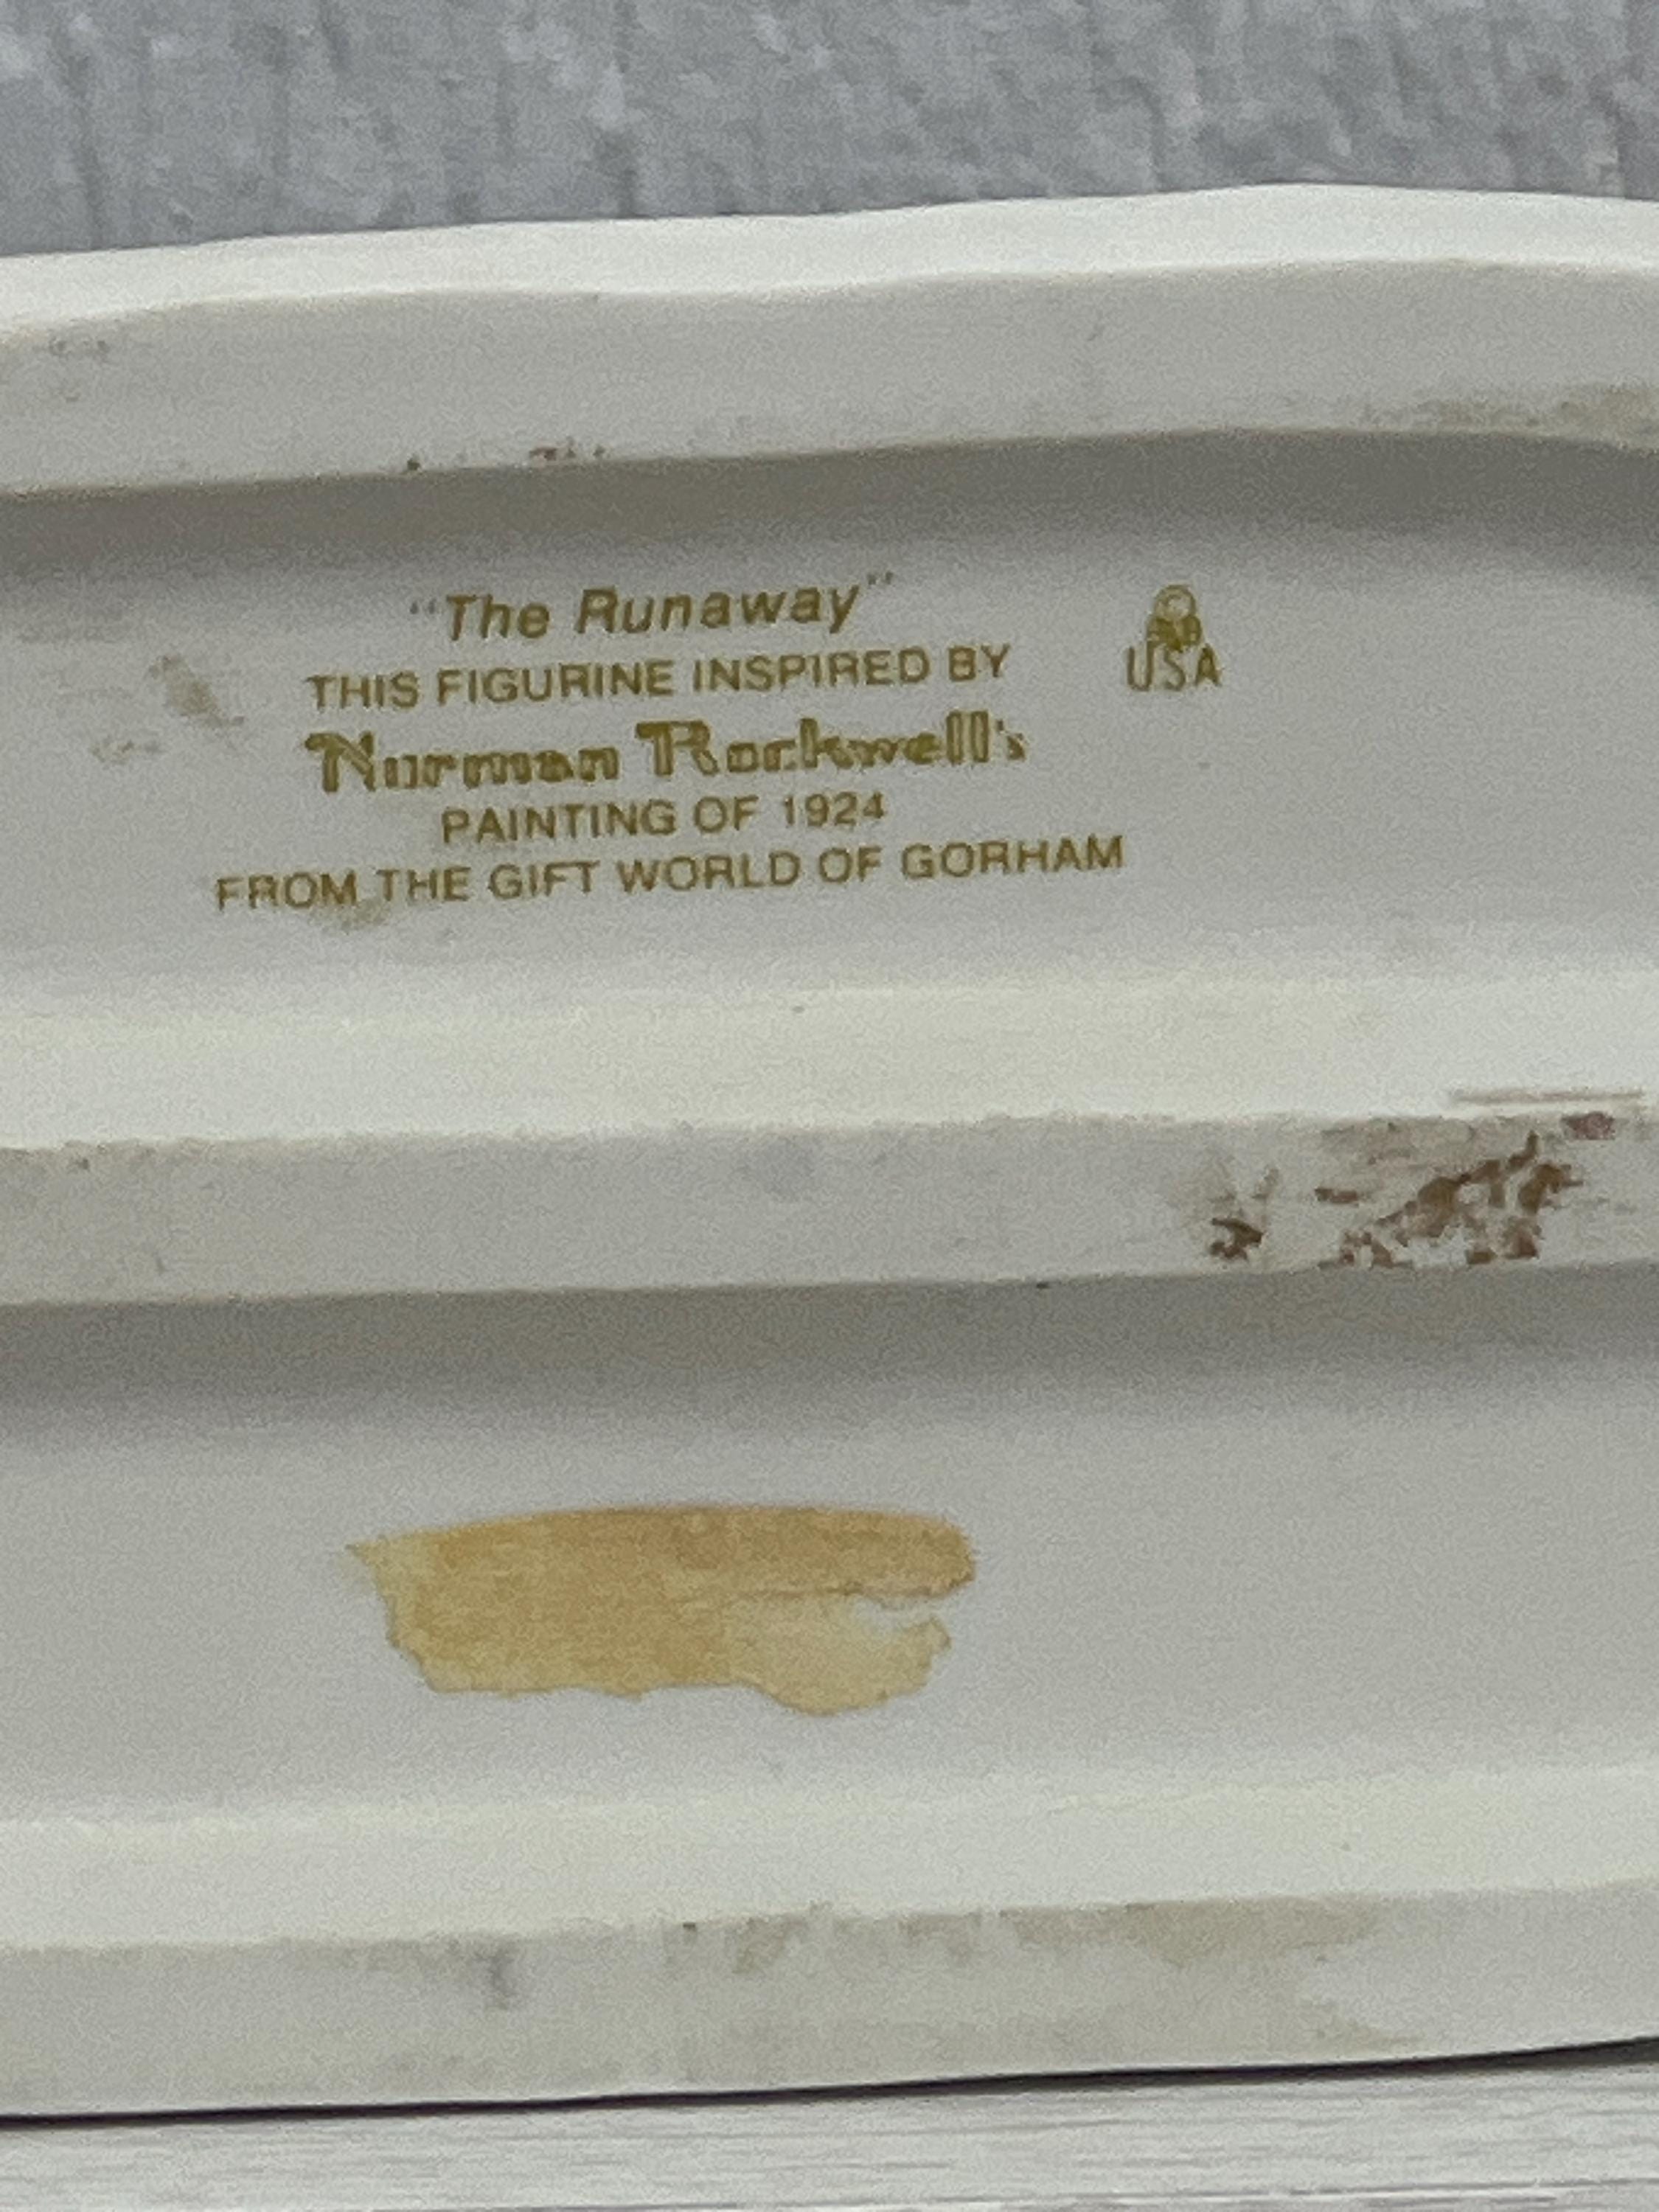 "The Runaway"
THIS FIGURINE INSPIRED BY
Norman Rockwell's
PAINTING OF 1924
FROM THE GIFT WORLD OF GORHAM
©
USA